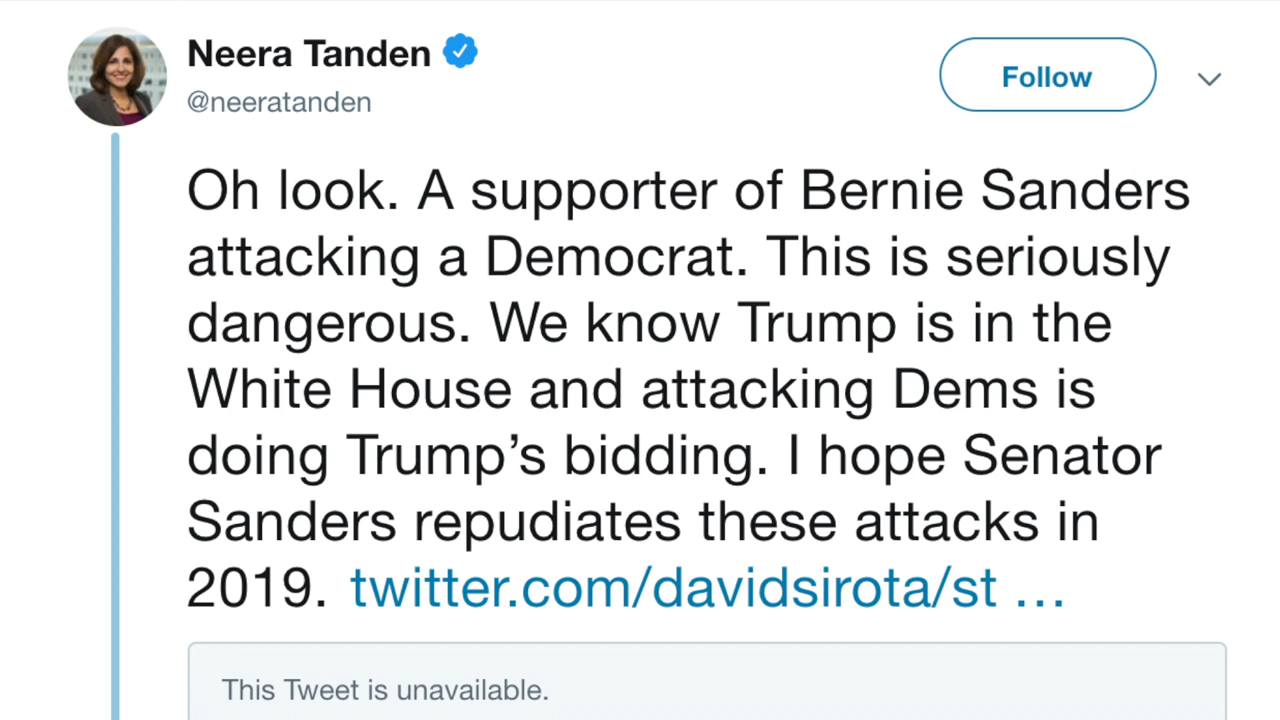 Neera Tanden
@neeratanden
Follow
Oh look. A supporter of Bernie Sanders
attacking a Democrat. This is seriously
dangerous. We know Trump is in the
White House and attacking Dems is
doing Trump’s bidding. I hope Senator
Sanders repudiates these attacks in
2019. twitter.com/davidsirota/st …
This Tweet is unavailable.